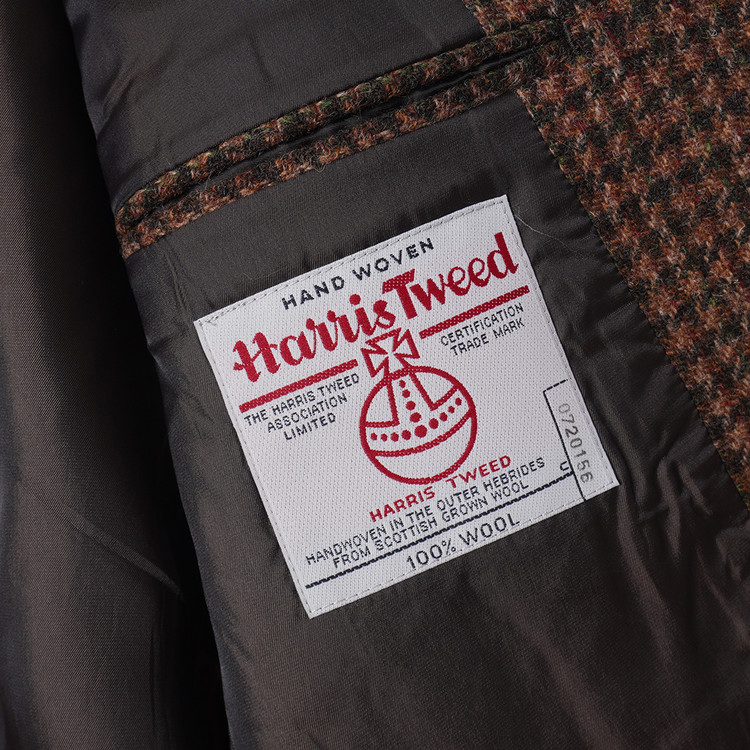 HAND WOVEN
Harris Tweed
THE HARRIS TWEED
ASSOCIATION
LIMITED
CERTIFICATION
TRADE MARK
HARRIS TWEED
HANDWOVEN IN THE OUTER HEBRIDES
FROM SCOTTISH GROWN WOOL
100% WOOL
0720156